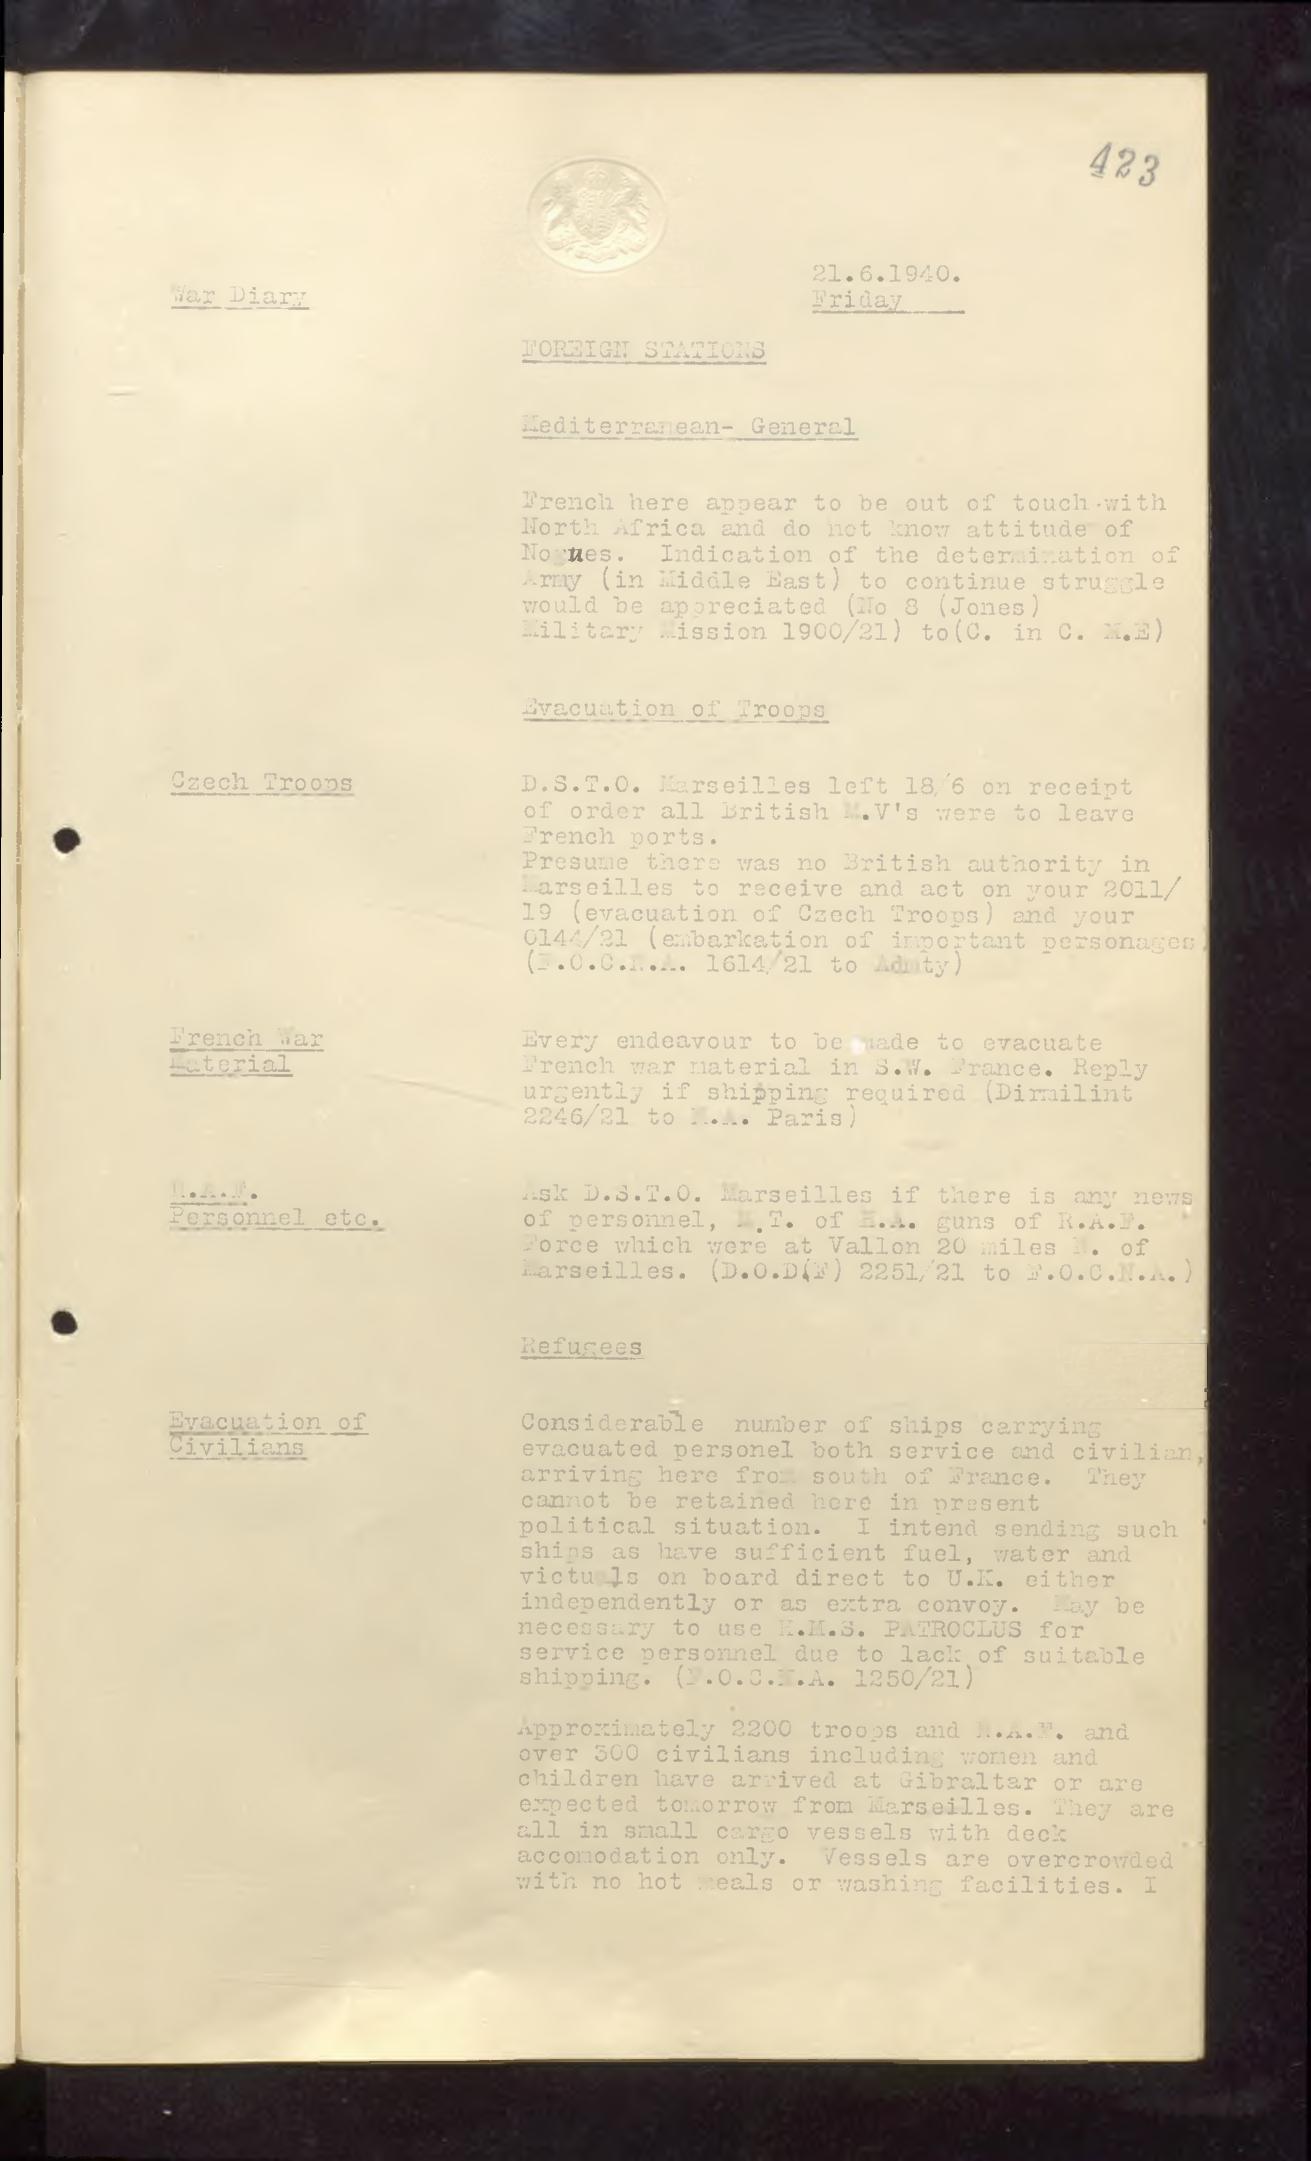 423
21.6.1940.
War Diary
Friday
FOREIGN STATIONS
Mediterranean- General
French here appear to be out of touch with
North Africa and do not know attitude of
Nogues. Indication of the determination of
Army (in Middle East) to continue struggle
would be appreciated (No 8 (Jones)
Military Mission 1900/21) to(C. in C. M.E)
Evacuation of Troops
Czech Troops
D.S.T.O. Marseilles left 18/6 on receipt
of order all British M.V's were to leave
French ports.
Presume there was no British authority in
Marseilles to receive and act on your 2011/
19 (evacuation of Czech Troops) and your
0144/21 (embarkation of important personages)
(F.O.C.N.A. 1614/21 to Admty)
French War
Material
Every endeavour to be made to evacuate
French war material in S.W. France. Reply
urgently if shipping required (Dirmilint
2246/21 to M.A. Paris)
R.A.F.
Personnel etc.
Ask D.S.T.O. Marseilles if there is any news
of personnel, M.T. of H.A. guns of R.A.F.
Force which were at Vallon 20 miles N. of
Marseilles. (D.O.D(F) 2251/21 to F.O.C.N.A.)
Refugees
Evacuation of
Civilians
Considerable number of ships carrying
evacuated personel both service and civilian,
arriving here from south of France. They
cannot be retained here in present
political situation. I intend sending such
ships as have sufficient fuel, water and
victuals on board direct to U.K. either
independently or as extra convoy. May be
necessary to use H.M.S. PATROCLUS for
service personnel due to lack of suitable
shipping. (F.O.C.N.A. 1250/21)
Approximately 2200 troops and R.A.F. and
over 300 civilians including women and
children have arrived at Gibraltar or are
expected tomorrow from Marseilles. They are
all in small cargo vessels with deck
accomodation only. Vessels are overcrowded
with no hot meals or washing facilities. I